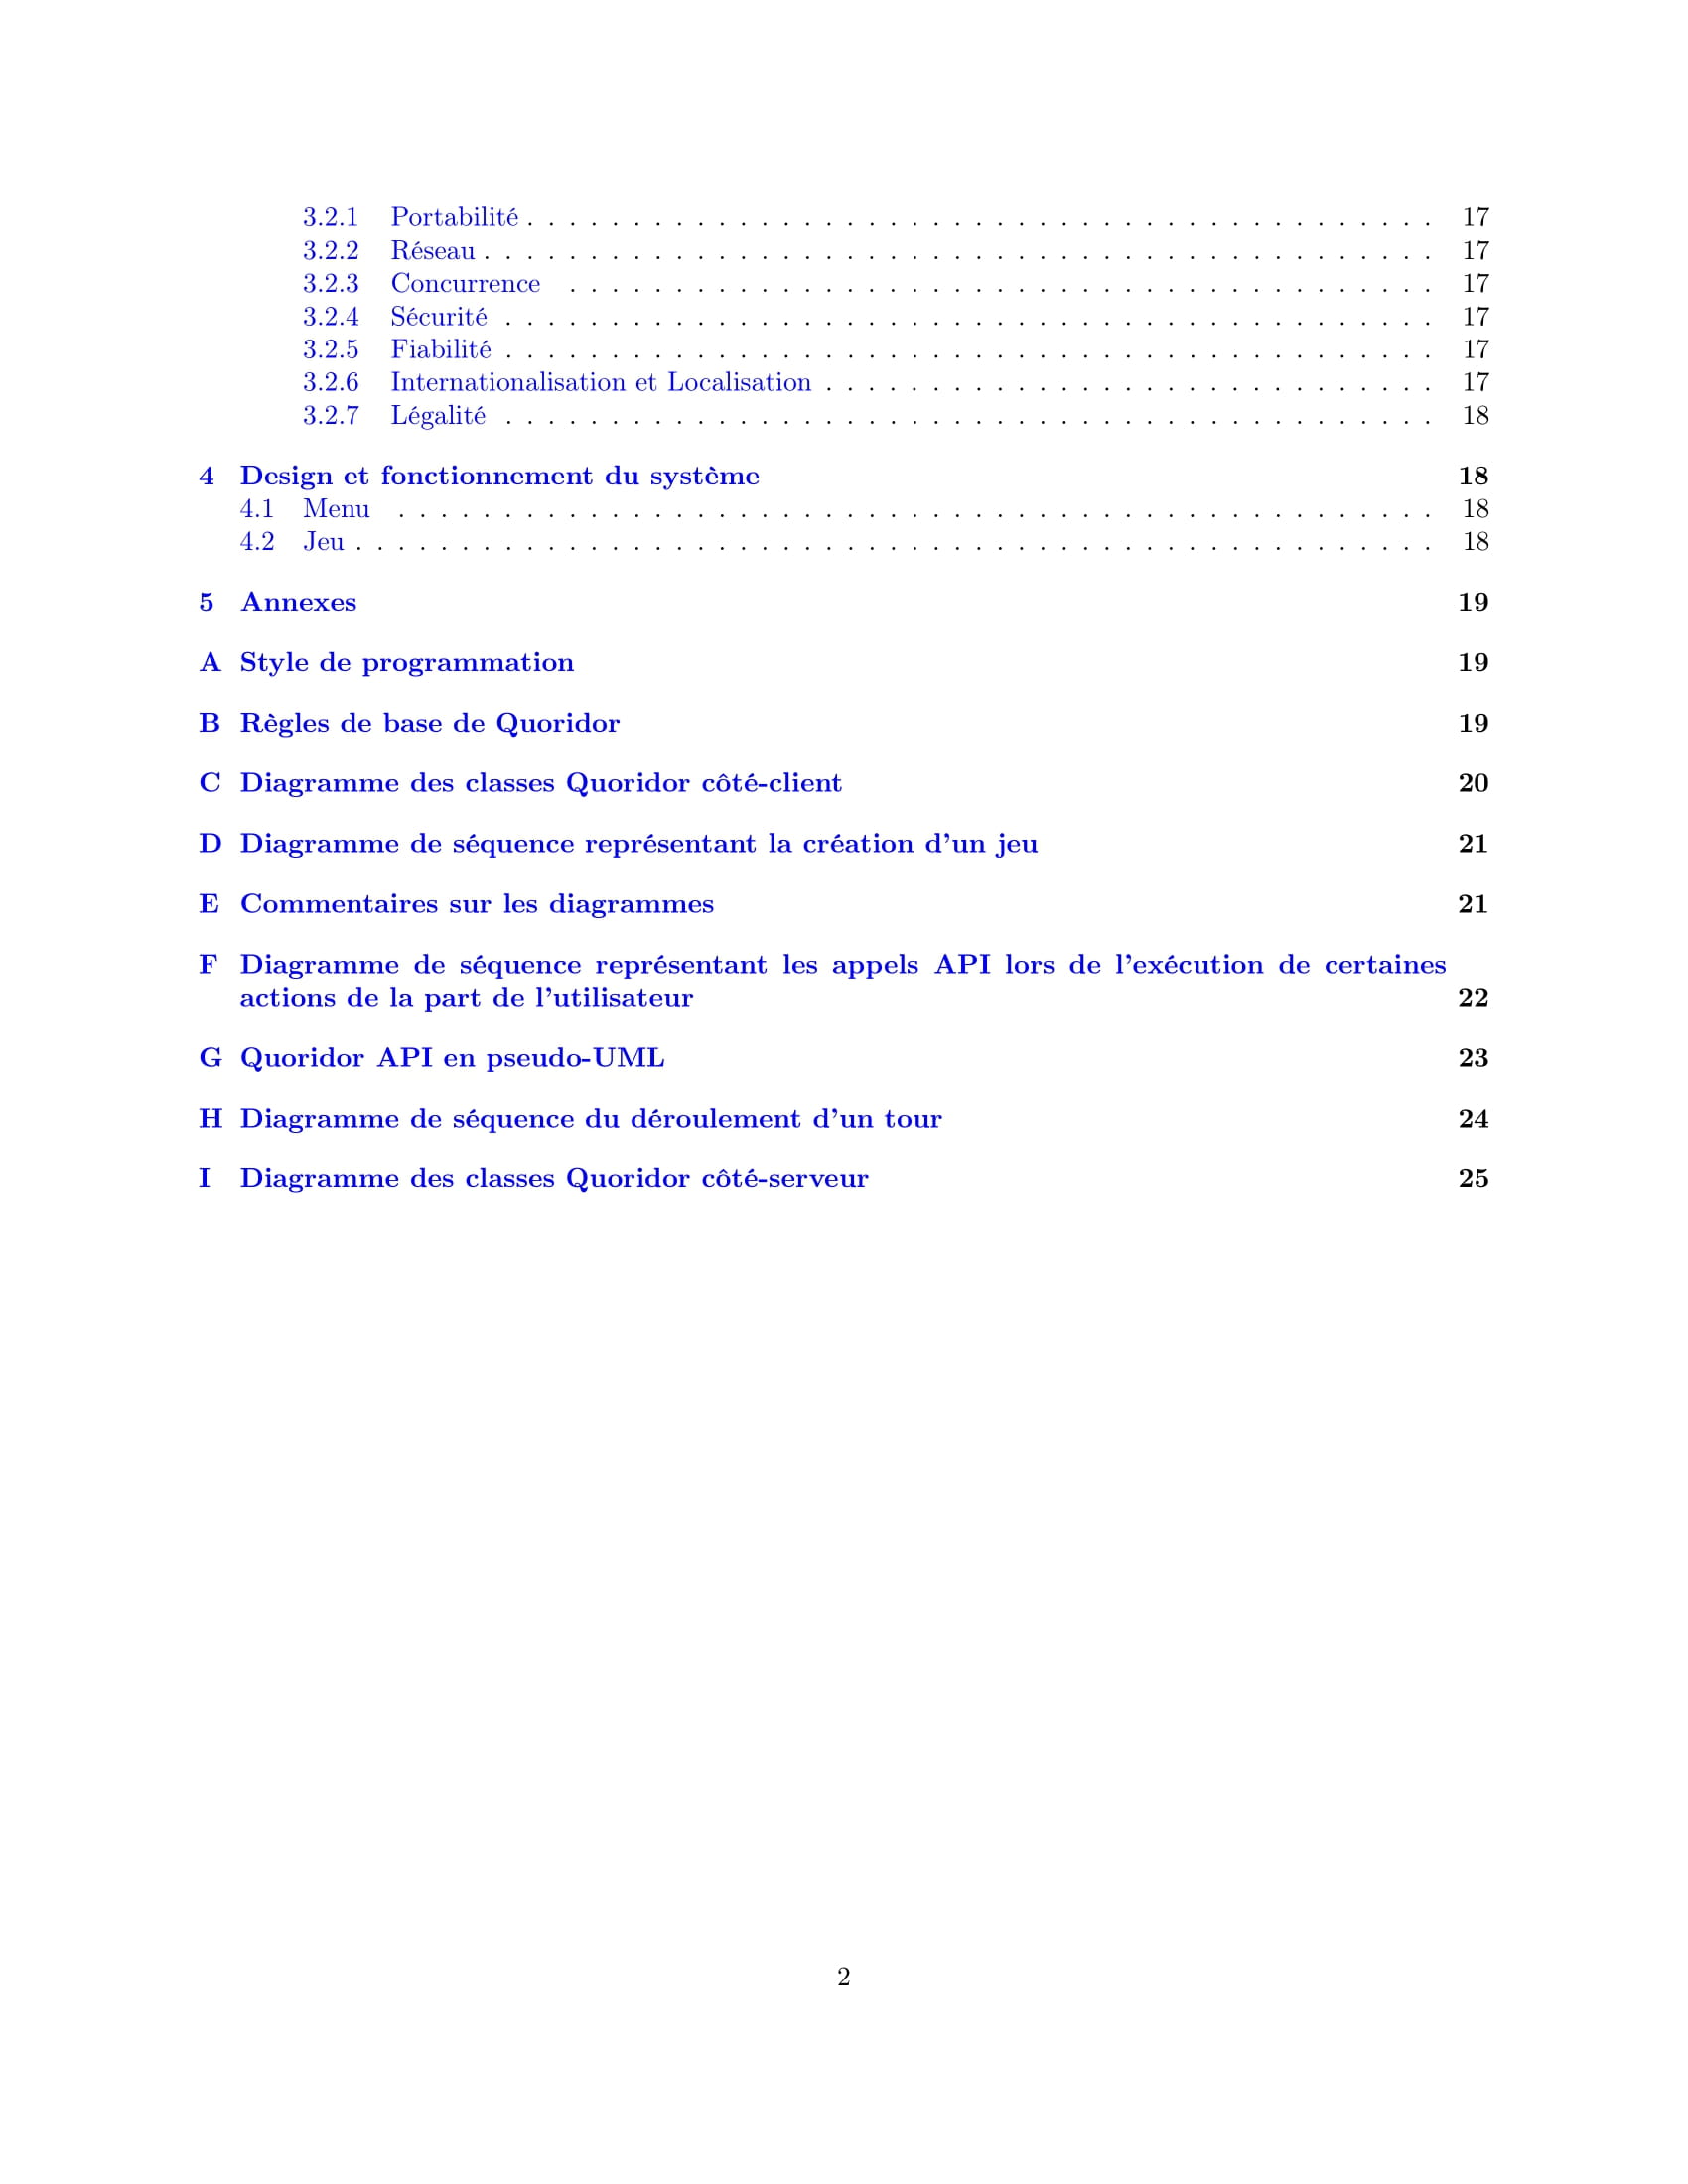 3.2.1 Portabilité . . . . . . . . . . . . . . . . . . . . . . . . . . . . . . . . . . . . . . . . . . . 17
3.2.2 Réseau . . . . . . . . . . . . . . . . . . . . . . . . . . . . . . . . . . . . . . . . . . . . . 17
3.2.3 Concurrence . . . . . . . . . . . . . . . . . . . . . . . . . . . . . . . . . . . . . . . . . 17
3.2.4 Sécurité . . . . . . . . . . . . . . . . . . . . . . . . . . . . . . . . . . . . . . . . . . . . 17
3.2.5 Fiabilité . . . . . . . . . . . . . . . . . . . . . . . . . . . . . . . . . . . . . . . . . . . . 17
3.2.6 Internationalisation et Localisation . . . . . . . . . . . . . . . . . . . . . . . . . . . . . 17
3.2.7 Légalité . . . . . . . . . . . . . . . . . . . . . . . . . . . . . . . . . . . . . . . . . . . . 18
4 Design et fonctionnement du système 18
4.1 Menu . . . . . . . . . . . . . . . . . . . . . . . . . . . . . . . . . . . . . . . . . . . . . . . . . 18
4.2 Jeu . . . . . . . . . . . . . . . . . . . . . . . . . . . . . . . . . . . . . . . . . . . . . . . . . . . 18
5 Annexes 19
A Style de programmation 19
B Règles de base de Quoridor 19
C Diagramme des classes Quoridor côté-client 20
D Diagramme de séquence représentant la création d'un jeu 21
E Commentaires sur les diagrammes 21
F Diagramme de séquence représentant les appels API lors de l'exécution de certaines
actions de la part de l'utilisateur 22
G Quoridor API en pseudo-UML 23
H Diagramme de séquence du déroulement d'un tour 24
I Diagramme des classes Quoridor côté-serveur 25
2